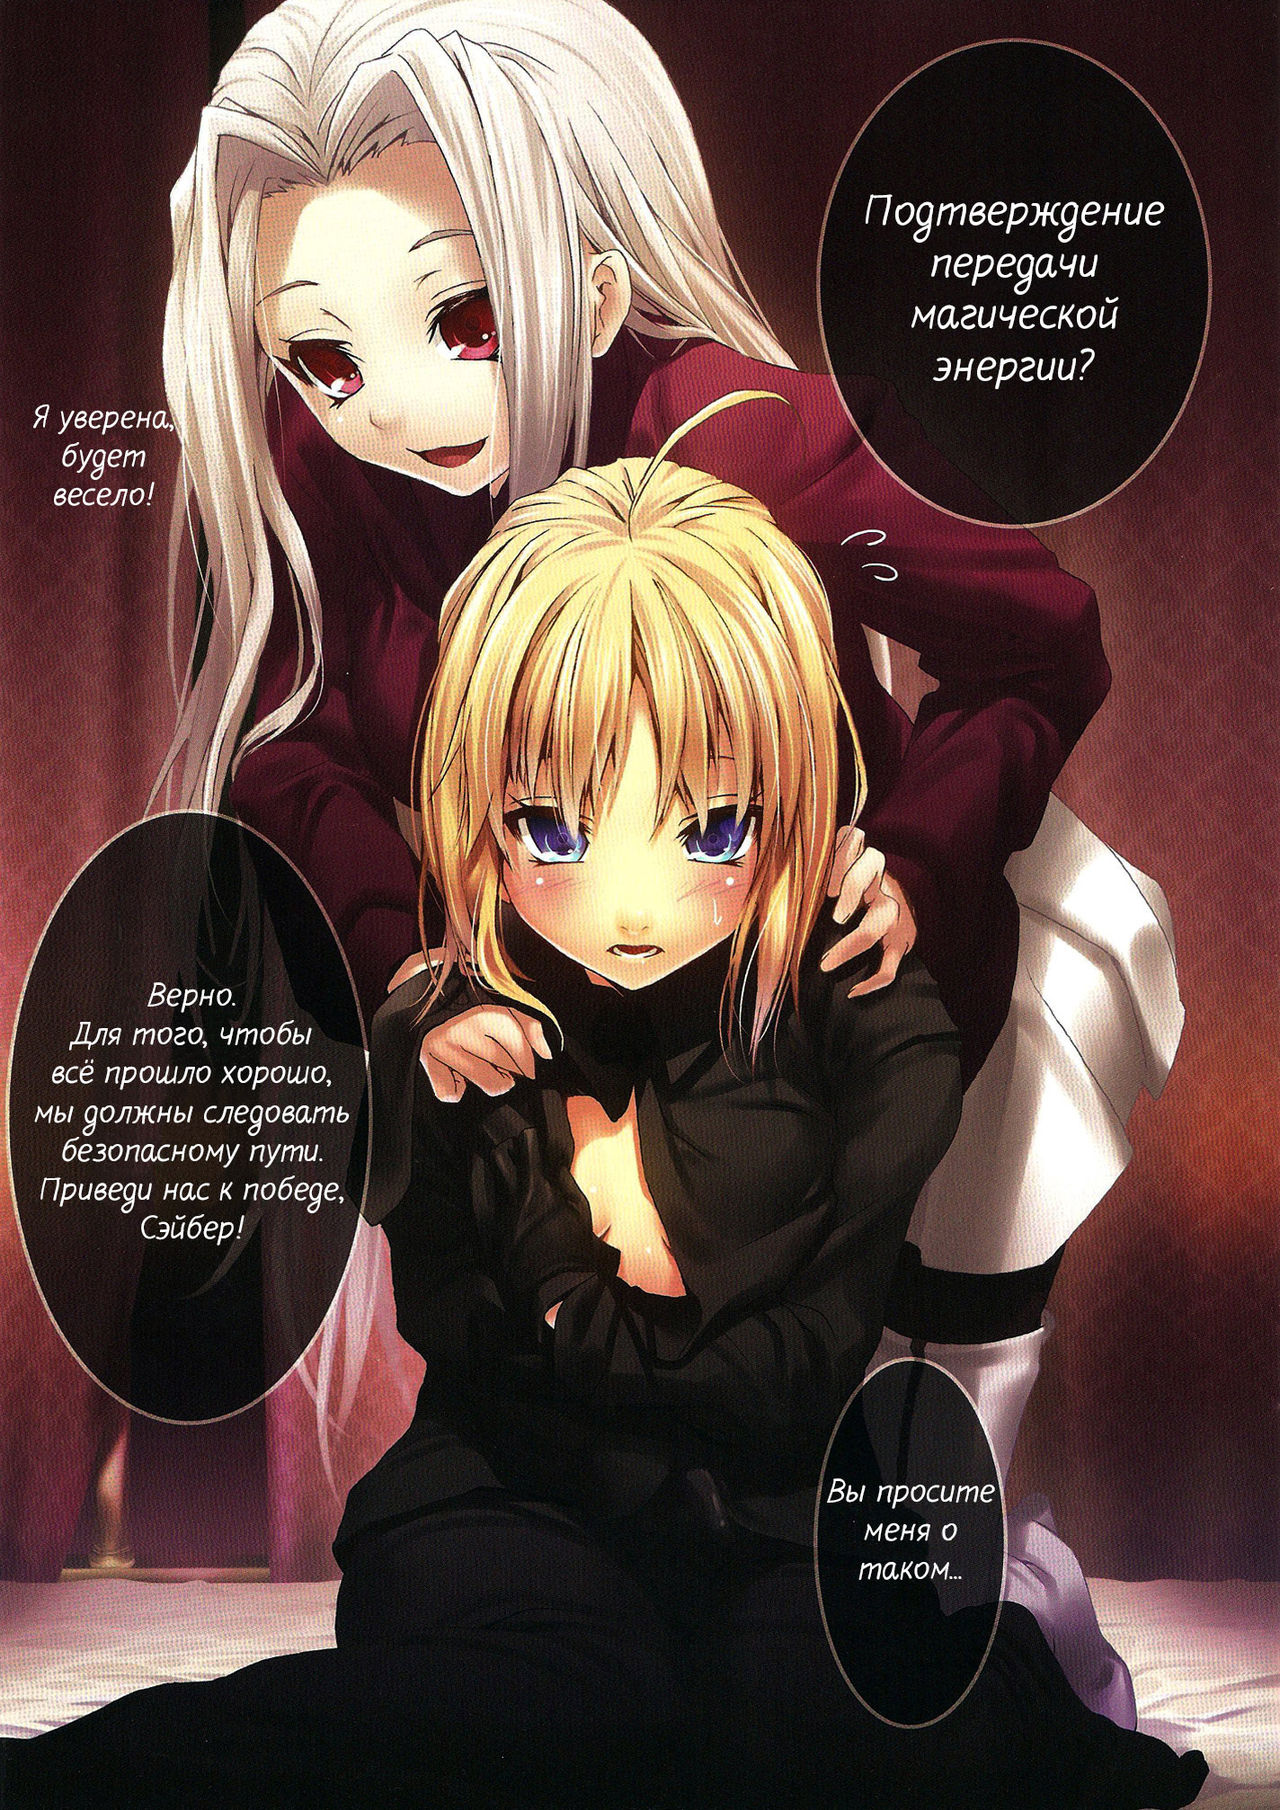 Подтверждение
передачи
магической
энергии?
Я уверена,
будет
весело!
Верно.
Для того, чтобы
всё прошло хорошо,
мы должны следовать
безопасному пути.
Приведи нас к победе,
Сэйбер!
Вы просите
меня о
таком...